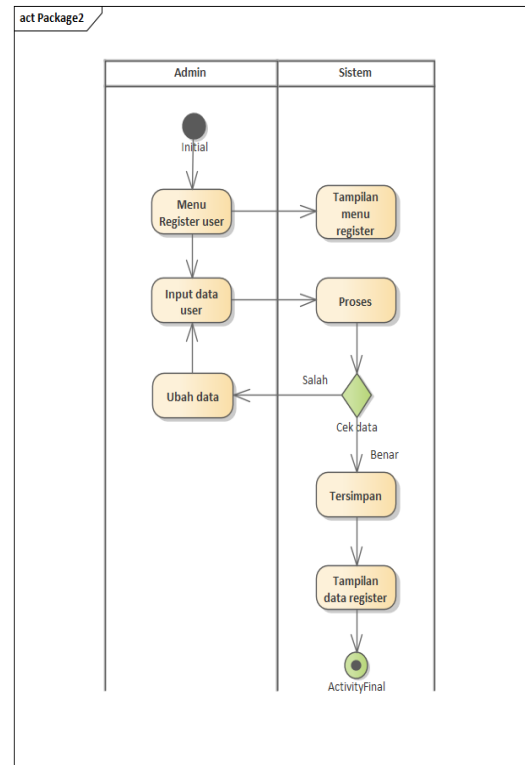 act Package2
Admin
Sistem
Initial
Menu
Register user
Tampilan
menu
register
Input data
user
Proses
Salah
Ubah data
Cek data
Benar
Tersimpan
Tampilan
data register
ActivityFinal